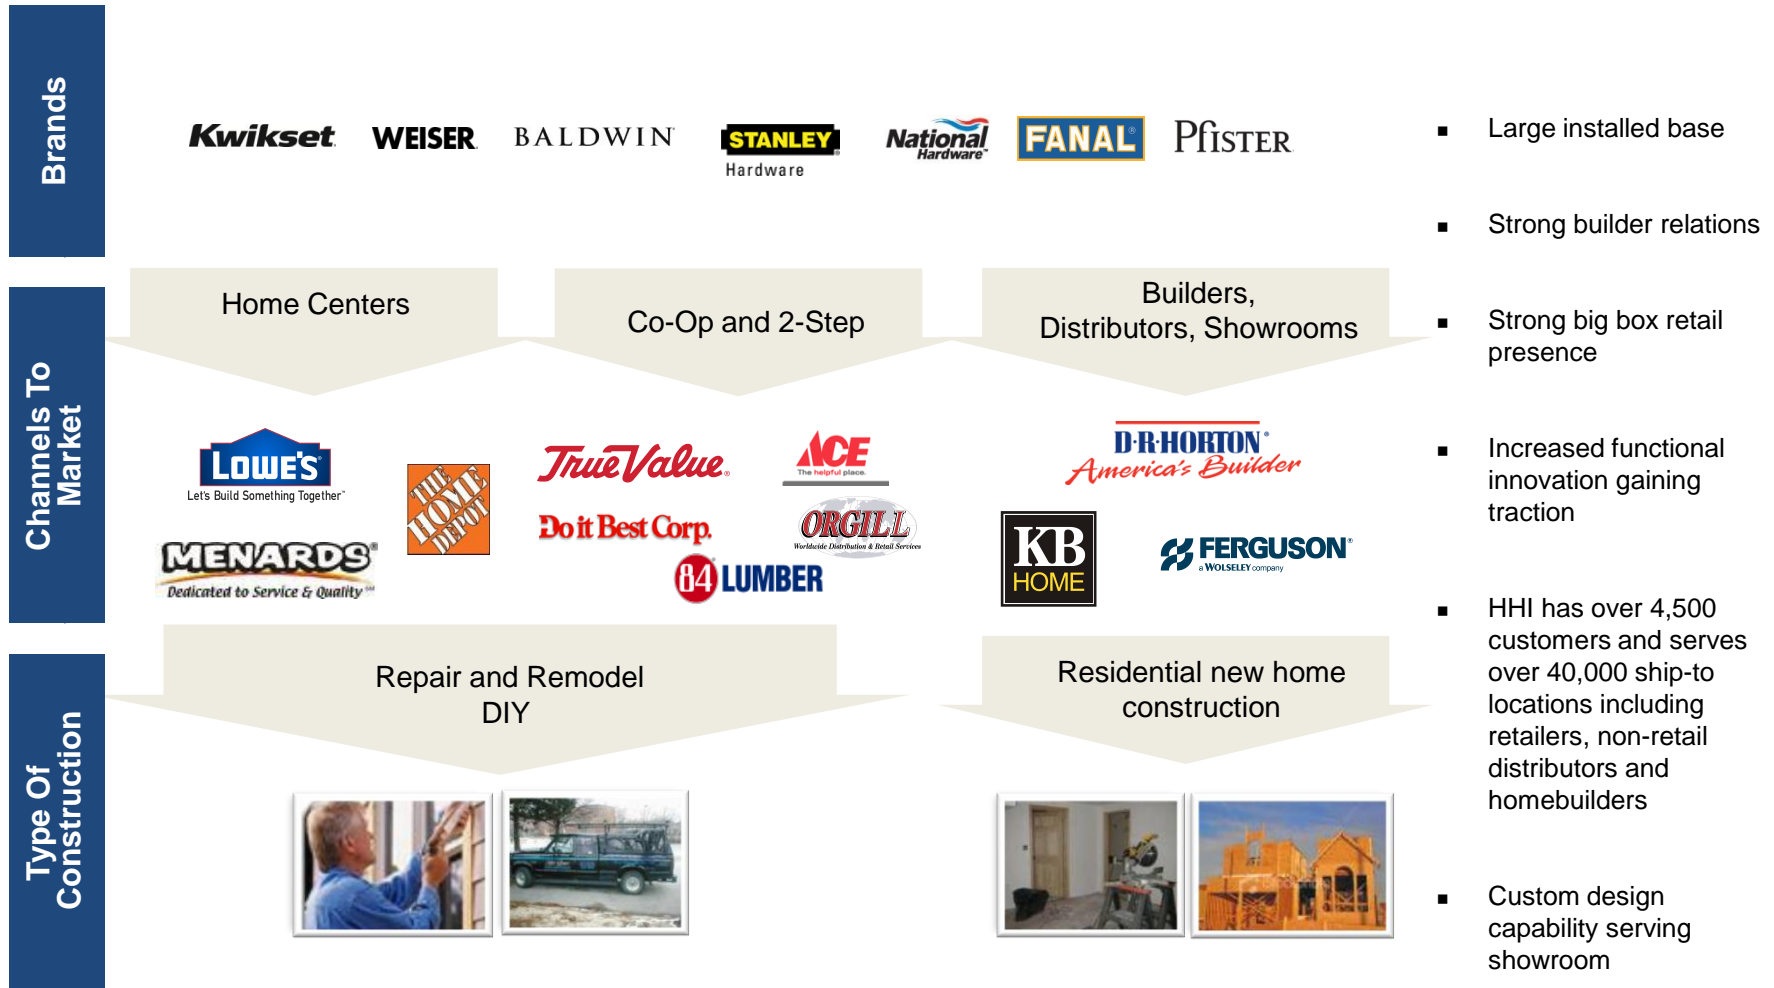 Brands
Kwikset
WEISER
BALDWIN
STANLEY
Hardware
National
Hardware™
FANAL®
Pfister
Channels To
Market
Home Centers
Co-Op and 2-Step
Builders,
Distributors, Showrooms
LOWE'S
Let's Build Something Together™
THE
HOME
DEPOT
MENARDS®
Dedicated to Service & Quality℠
True Value®
ACE
The helpful place.
Do it Best Corp.
ORGILL
Worldwide Distribution & Retail Services
84 LUMBER
D·R·HORTON®
America's Builder
KB
HOME
FERGUSON®
a WOLSELEY company
Type Of
Construction
Repair and Remodel
DIY
Residential new home
construction
▪ Large installed base
▪ Strong builder relations
▪ Strong big box retail
presence
▪ Increased functional
innovation gaining
traction
▪ HHI has over 4,500
customers and serves
over 40,000 ship-to
locations including
retailers, non-retail
distributors and
homebuilders
▪ Custom design
capability serving
showroom